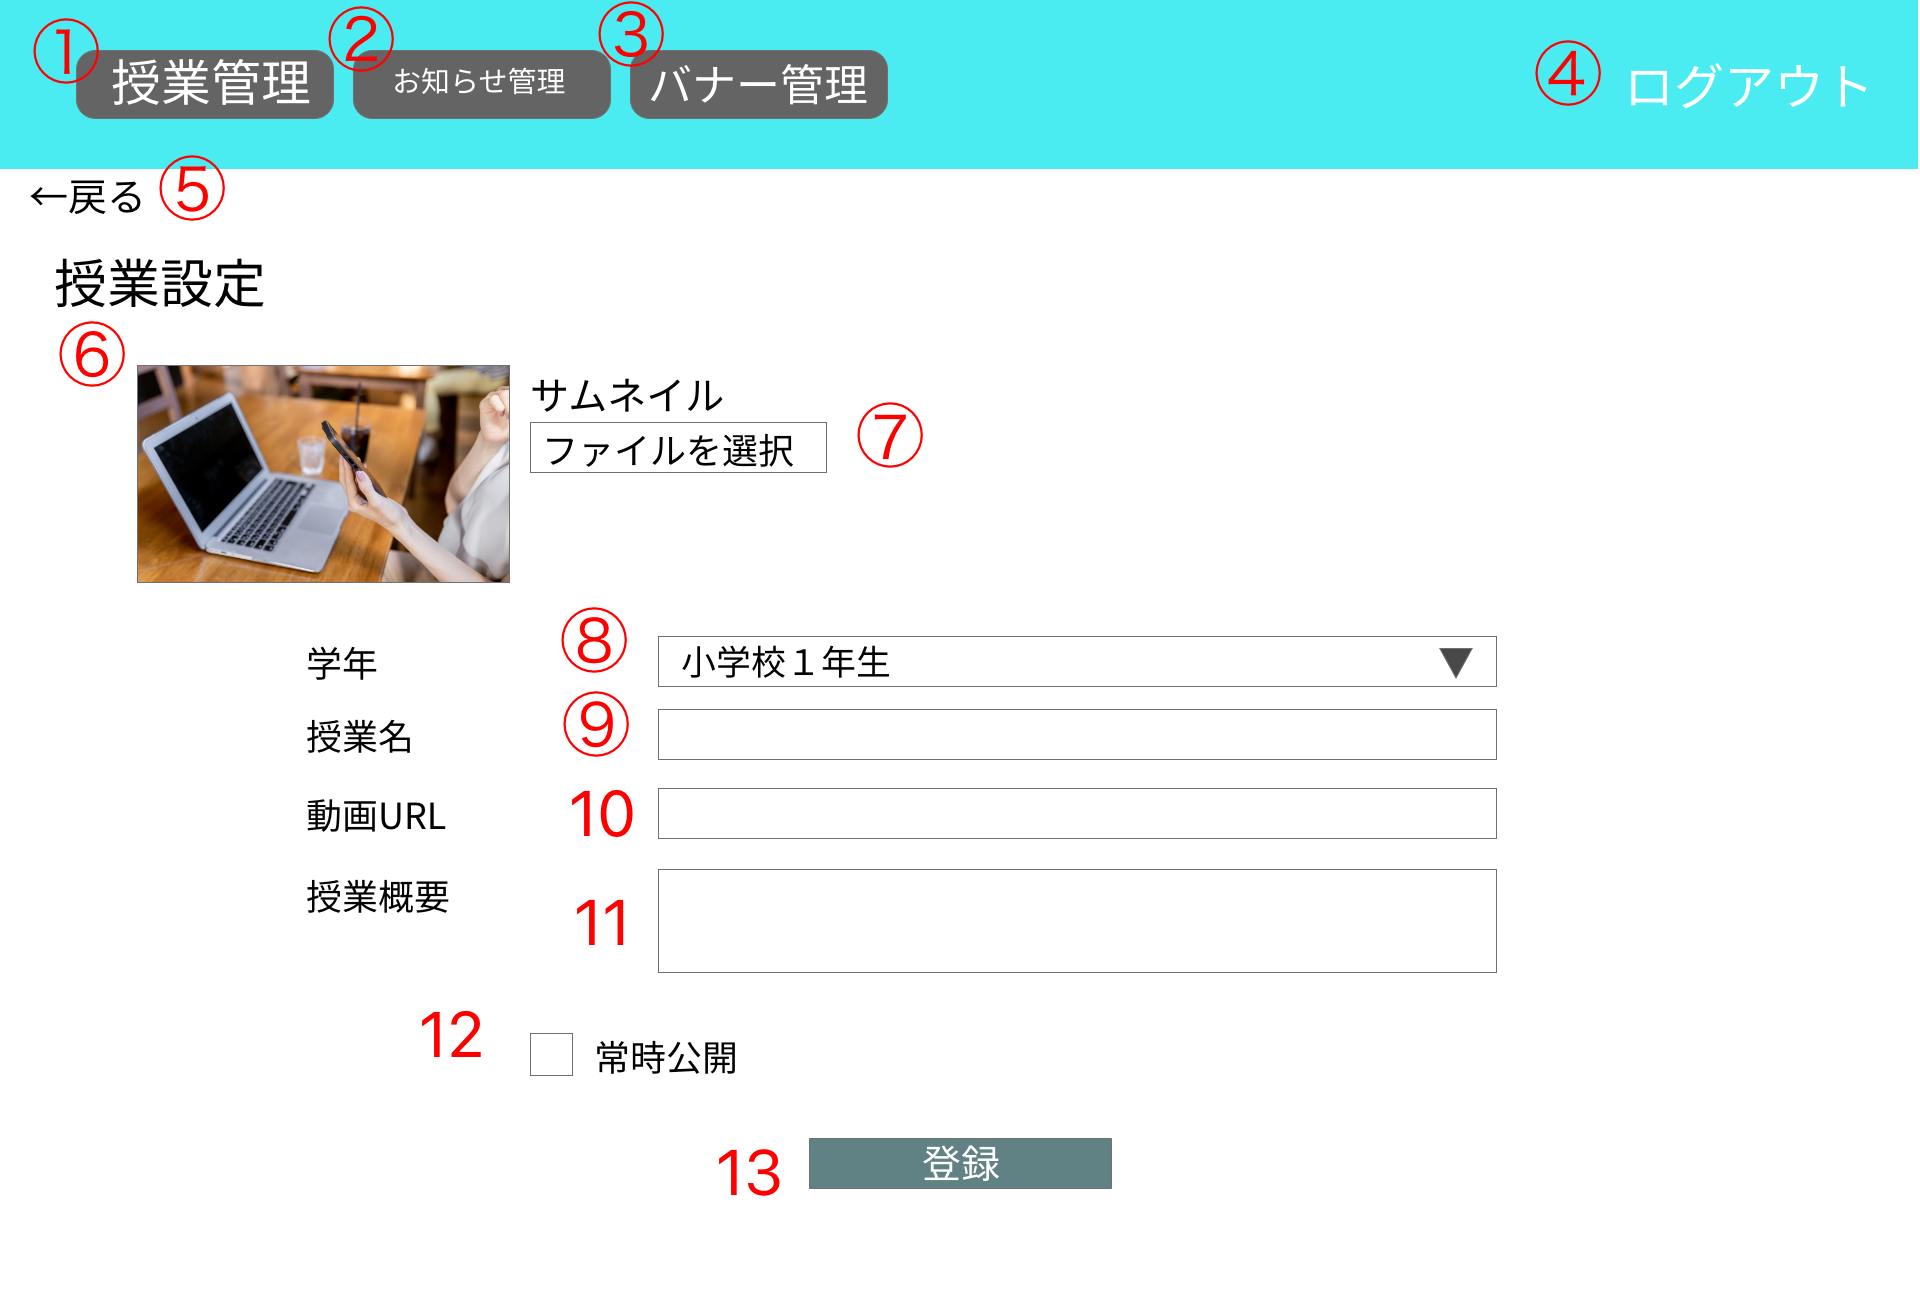 ① 授業管理 ② お知らせ管理 ③ バナー管理 ④ ログアウト
←戻る ⑤
授業設定
⑥
サムネイル
ファイルを選択 ⑦
学年 ⑧ 小学校１年生 ▼
授業名 ⑨
動画URL 10
授業概要 11
12 常時公開
13 登録